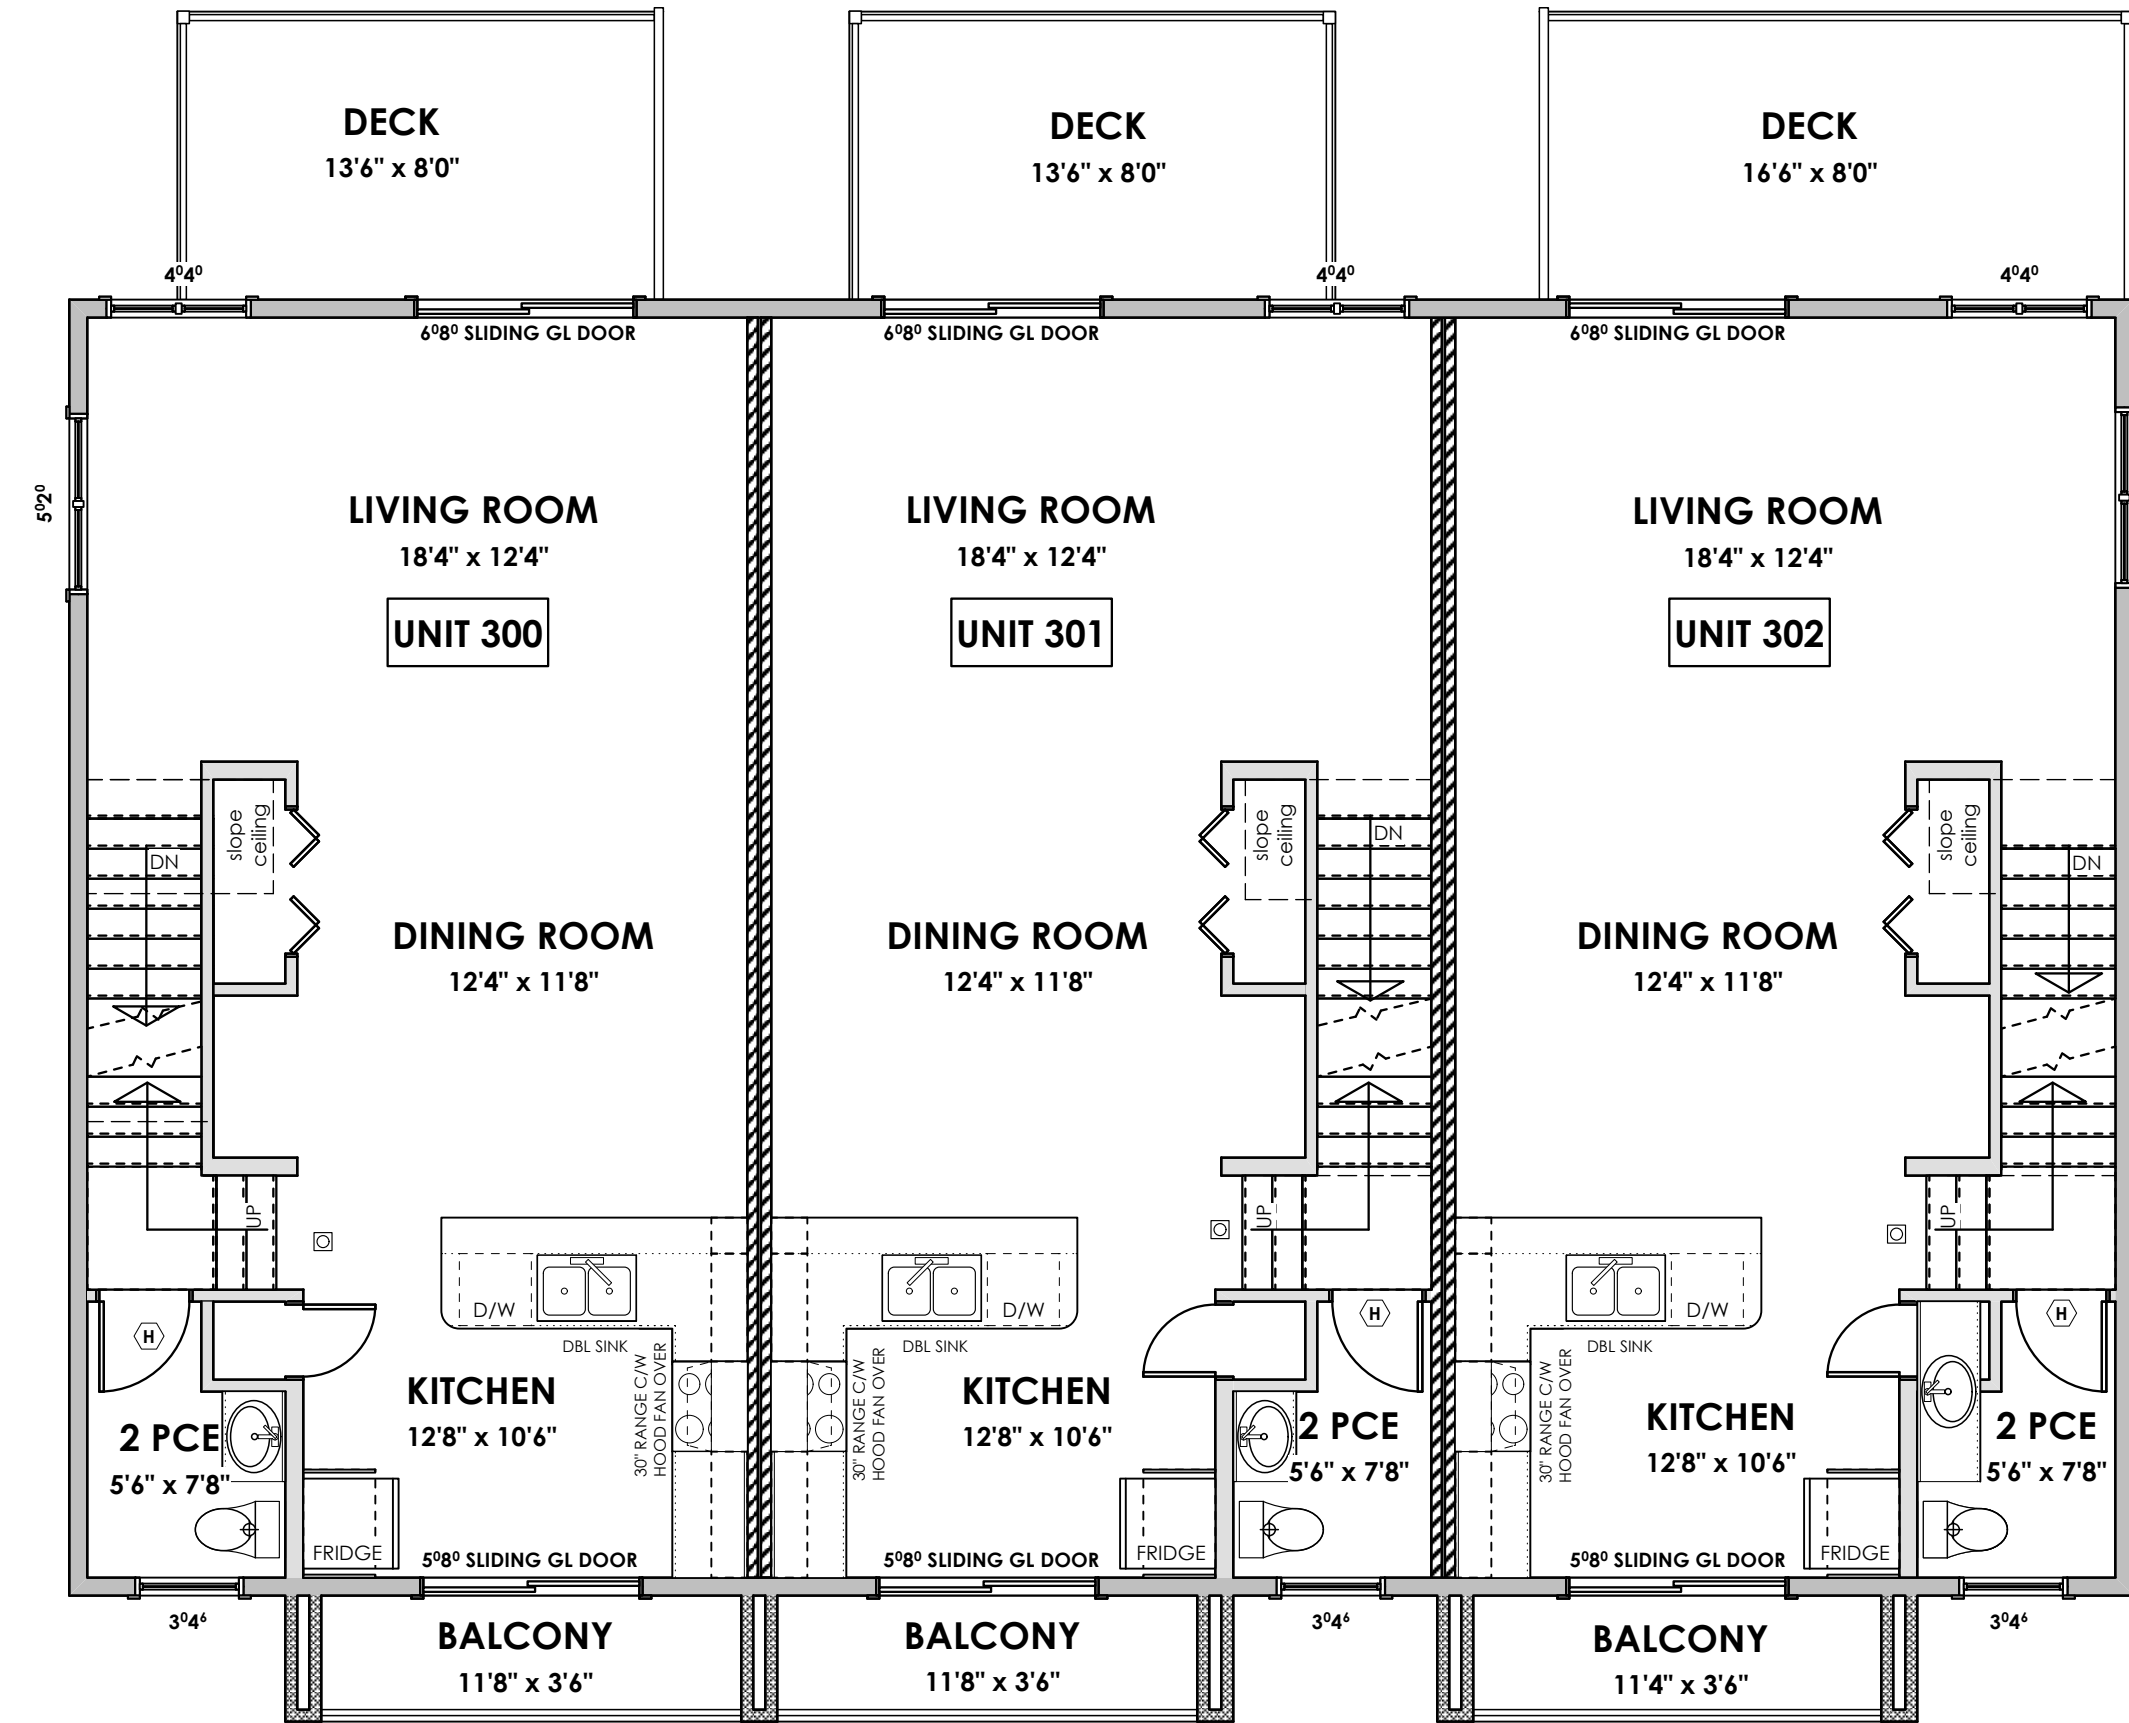 DECK
13'6" x 8'0"
DECK
13'6" x 8'0"
DECK
16'6" x 8'0"
4⁰4⁰
4⁰4⁰
4⁰4⁰
6⁰8⁰ SLIDING GL DOOR
6⁰8⁰ SLIDING GL DOOR
6⁰8⁰ SLIDING GL DOOR
5⁰2⁰
LIVING ROOM
18'4" x 12'4"
UNIT 300
LIVING ROOM
18'4" x 12'4"
UNIT 301
LIVING ROOM
18'4" x 12'4"
UNIT 302
DN
slope
ceiling
slope
ceiling
DN
slope
ceiling
DN
DINING ROOM
12'4" x 11'8"
DINING ROOM
12'4" x 11'8"
DINING ROOM
12'4" x 11'8"
UP
UP
UP
D/W
DBL SINK
D/W
DBL SINK
D/W
DBL SINK
H
H
H
30" RANGE C/W
HOOD FAN OVER
30" RANGE C/W
HOOD FAN OVER
30" RANGE C/W
HOOD FAN OVER
2 PCE
5'6" x 7'8"
KITCHEN
12'8" x 10'6"
KITCHEN
12'8" x 10'6"
2 PCE
5'6" x 7'8"
KITCHEN
12'8" x 10'6"
2 PCE
5'6" x 7'8"
FRIDGE
5⁰8⁰ SLIDING GL DOOR
5⁰8⁰ SLIDING GL DOOR
FRIDGE
5⁰8⁰ SLIDING GL DOOR
FRIDGE
3⁰4⁶
3⁰4⁶
3⁰4⁶
BALCONY
11'8" x 3'6"
BALCONY
11'8" x 3'6"
BALCONY
11'4" x 3'6"